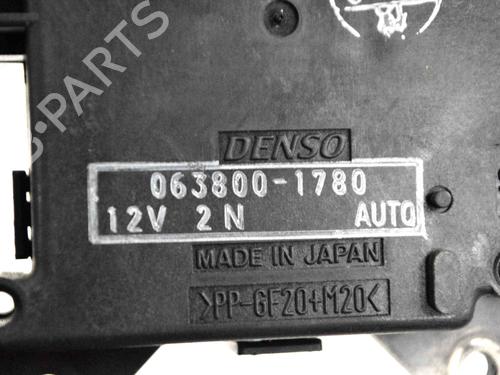 B-PARTS
DENSO
063800-1780
12V 2N AUTO
MADE IN JAPAN
>PP-GF20+M20<